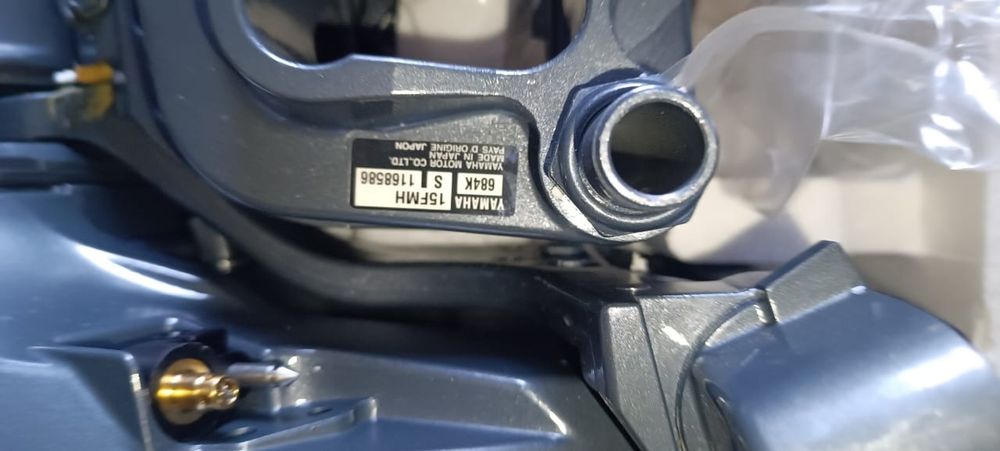 YAMAHA 15FMH
684K S 1168586
YAMAHA MOTOR CO.,LTD.
MADE IN JAPAN
PAYS D'ORIGINE JAPON